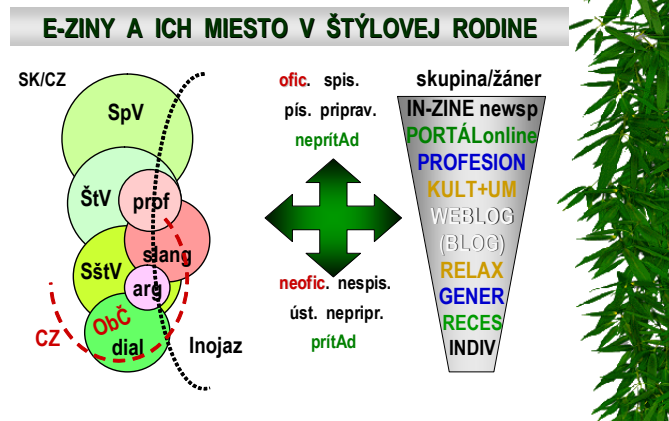 E-ZINY A ICH MIESTO V ŠTÝLOVEJ RODINE
SK/CZ
SpV
ŠtV
prof
slang
SštV
arg
ObČ
CZ
dial
Inojaz
ofic. spis.
pís. priprav.
neprítAd
neofic. nespis.
úst. nepripr.
prítAd
skupina/žáner
IN-ZINE newsp
PORTÁLonline
PROFESION
KULT+UM
WEBLOG
(BLOG)
RELAX
GENER
RECES
INDIV